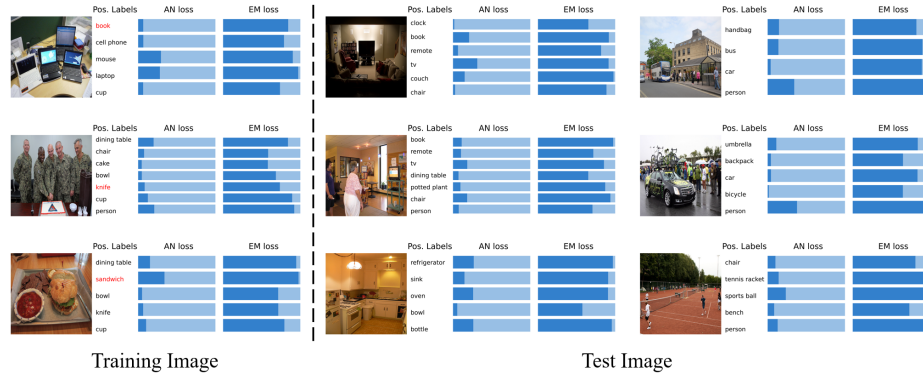 Pos. Labels AN loss EM loss
book
cell phone
mouse
laptop
cup
Pos. Labels AN loss EM loss
dining table
chair
cake
bowl
knife
cup
person
Pos. Labels AN loss EM loss
dining table
sandwich
bowl
knife
cup
Training Image
Pos. Labels AN loss EM loss
clock
book
remote
tv
couch
chair
Pos. Labels AN loss EM loss
handbag
bus
car
person
Pos. Labels AN loss EM loss
book
remote
tv
dining table
potted plant
chair
person
Pos. Labels AN loss EM loss
umbrella
backpack
car
bicycle
person
Pos. Labels AN loss EM loss
refrigerator
sink
oven
bowl
bottle
Pos. Labels AN loss EM loss
chair
tennis racket
sports ball
bench
person
Test Image